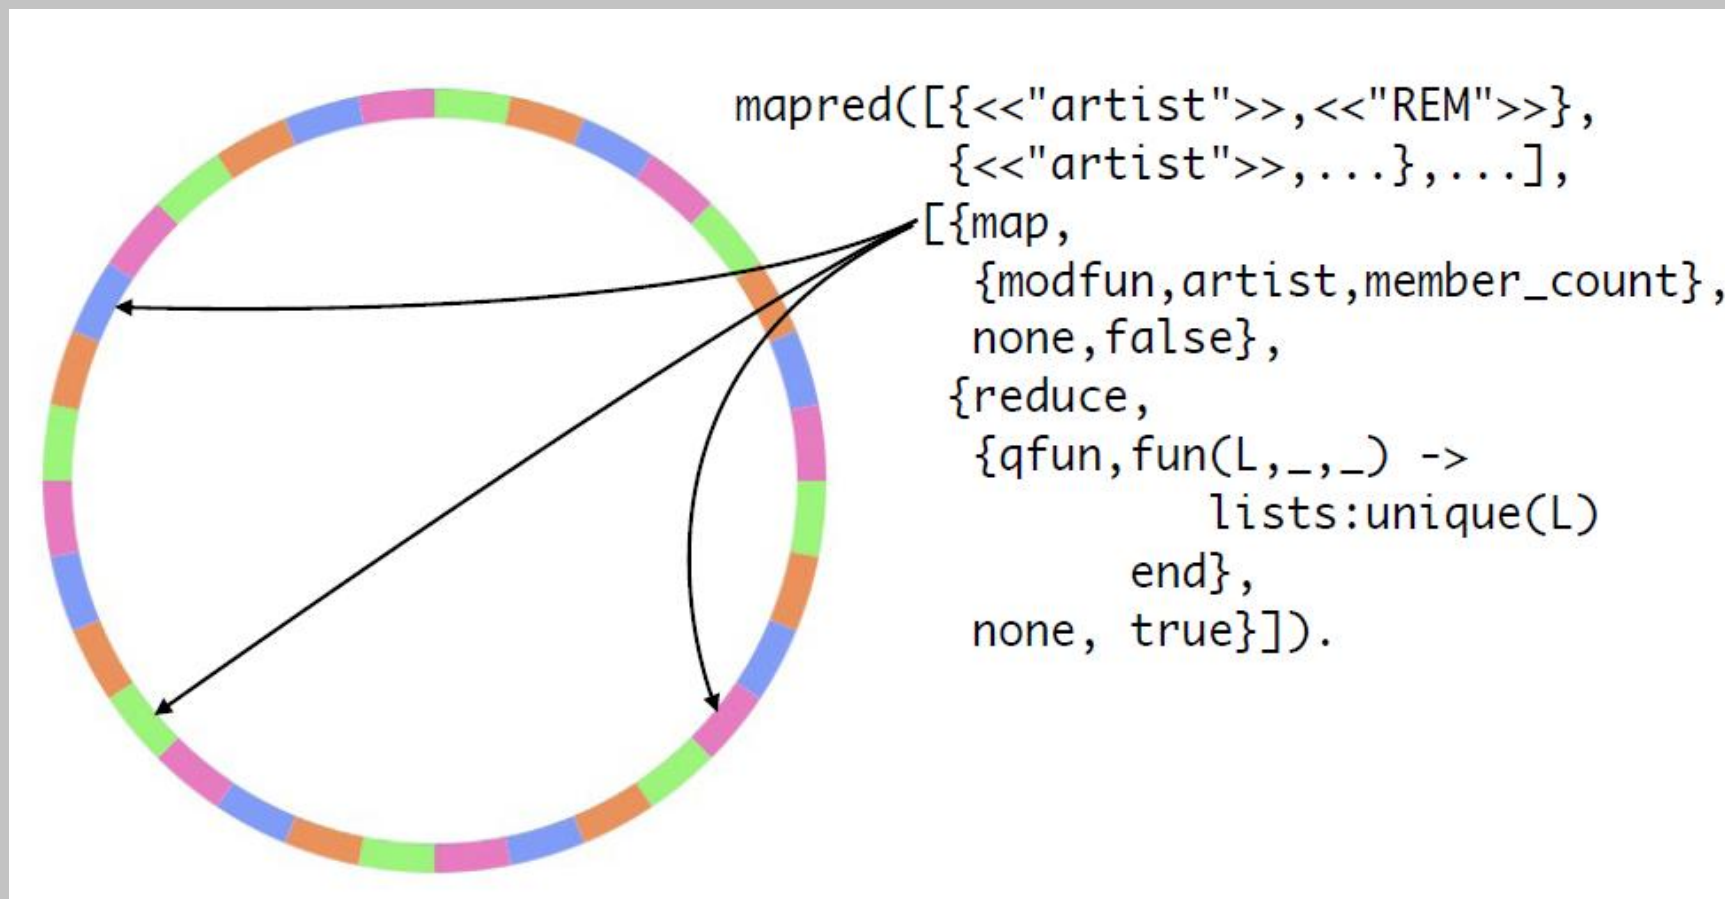 mapred([{<<"artist">>,<<"REM">>},
{<<"artist">>,...},...],
[{map,
{modfun,artist,member_count},
none,false},
{reduce,
{qfun,fun(L,_,_) ->
lists:unique(L)
end},
none, true}]).